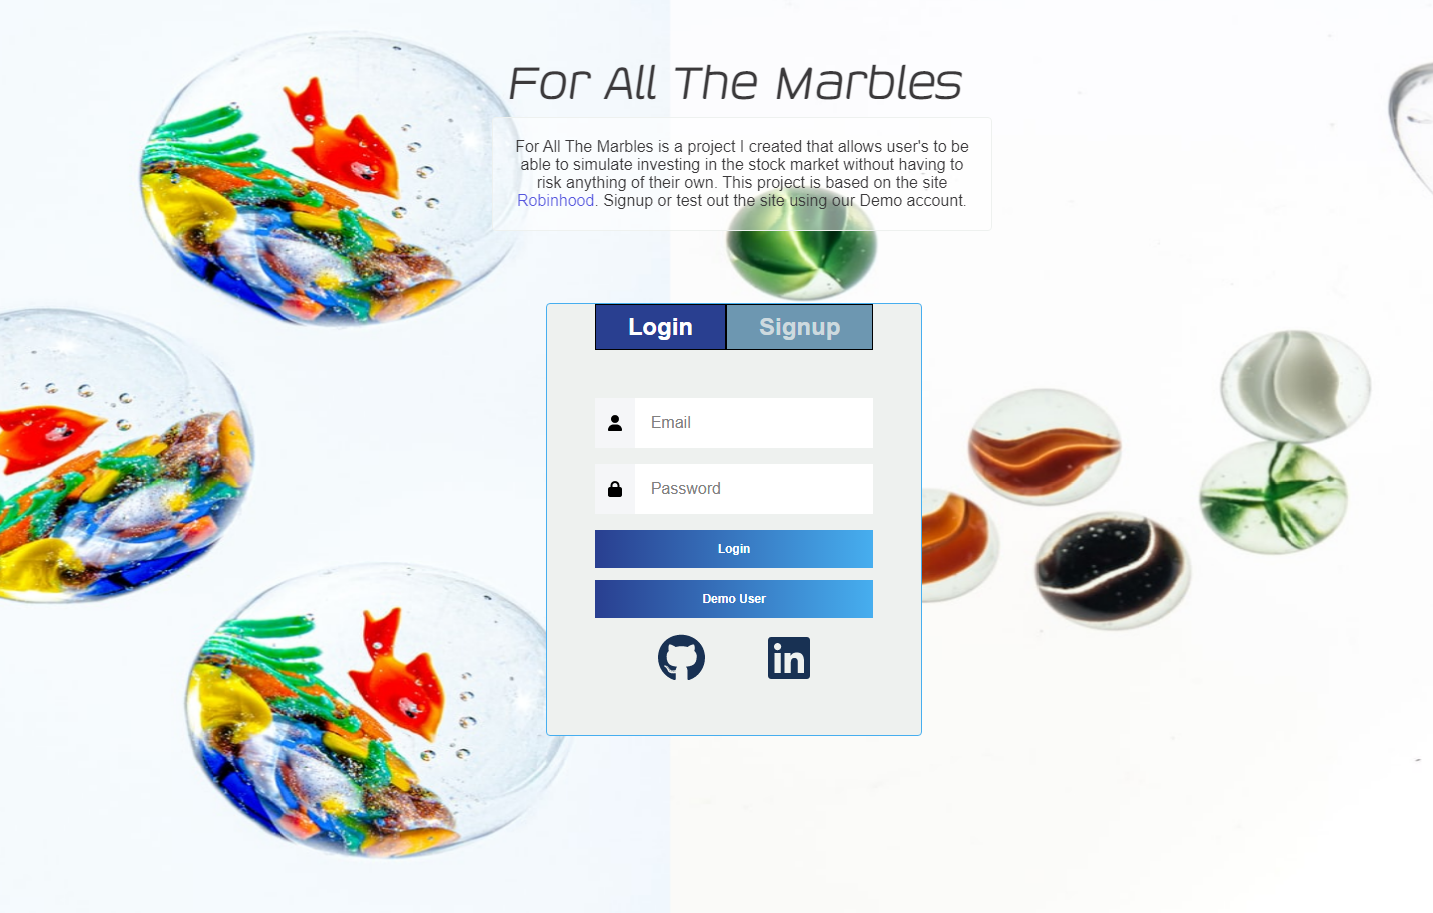 For All The Marbles
For All The Marbles is a project I created that allows user's to be
able to simulate investing in the stock market without having to
risk anything of their own. This project is based on the site
Robinhood. Signup or test out the site using our Demo account.
Login Signup
Email
Password
Login
Demo User
in